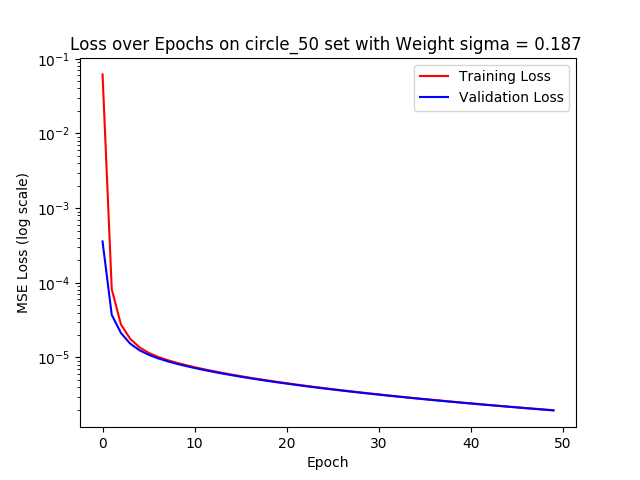 Loss over Epochs on circle_50 set with Weight sigma = 0.187
Training Loss
Validation Loss
MSE Loss (log scale)
10⁻¹
10⁻²
10⁻³
10⁻⁴
10⁻⁵
0 10 20 30 40 50
Epoch